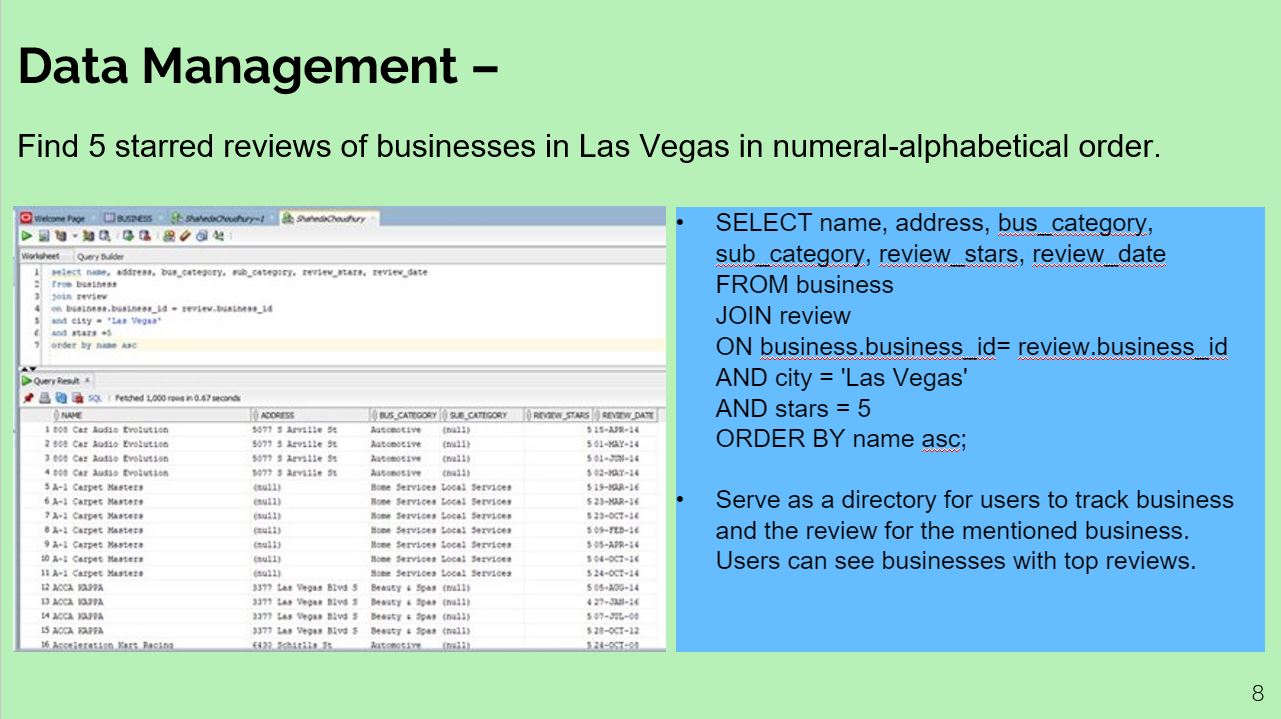 Data Management –
Find 5 starred reviews of businesses in Las Vegas in numeral-alphabetical order.
Welcome Page BUSINESS ShahedaChoudhury~1 ShahedaChoudhury
Worksheet Query Builder
1 select name, address, bus_category, sub_category, review_stars, review_date
2 from business
3 join review
4 on business.business_id = review.business_id
5 and city = 'Las Vegas'
6 and stars =5
7 order by name asc
Query Result x
SQL | Fetched 1,000 rows in 0.67 seconds
NAME ADDRESS BUS_CATEGORY SUB_CATEGORY REVIEW_STARS REVIEW_DATE
1 808 Car Audio Evolution 5077 S Arville St Automotive (null) 5 15-APR-14
2 808 Car Audio Evolution 5077 S Arville St Automotive (null) 5 01-MAY-14
3 808 Car Audio Evolution 5077 S Arville St Automotive (null) 5 01-JUN-14
4 808 Car Audio Evolution 5077 S Arville St Automotive (null) 5 02-MAY-14
5 A-1 Carpet Masters (null) Home Services Local Services 5 19-MAR-16
6 A-1 Carpet Masters (null) Home Services Local Services 5 23-MAR-16
7 A-1 Carpet Masters (null) Home Services Local Services 5 23-OCT-16
8 A-1 Carpet Masters (null) Home Services Local Services 5 09-FEB-16
9 A-1 Carpet Masters (null) Home Services Local Services 5 05-APR-14
10 A-1 Carpet Masters (null) Home Services Local Services 5 04-OCT-16
11 A-1 Carpet Masters (null) Home Services Local Services 5 24-OCT-14
12 ACCA KAPPA 3377 Las Vegas Blvd S Beauty & Spas (null) 5 05-AUG-14
13 ACCA KAPPA 3377 Las Vegas Blvd S Beauty & Spas (null) 4 27-JAN-16
14 ACCA KAPPA 3377 Las Vegas Blvd S Beauty & Spas (null) 5 07-JUL-08
15 ACCA KAPPA 3377 Las Vegas Blvd S Beauty & Spas (null) 5 28-OCT-12
16 Acceleration Kart Racing Schirlls St Automotive (null) 5 24-OCT-08
• SELECT name, address, bus_category,
sub_category, review_stars, review_date
FROM business
JOIN review
ON business.business_id= review.business_id
AND city = 'Las Vegas'
AND stars = 5
ORDER BY name asc;
• Serve as a directory for users to track business
and the review for the mentioned business.
Users can see businesses with top reviews.
8